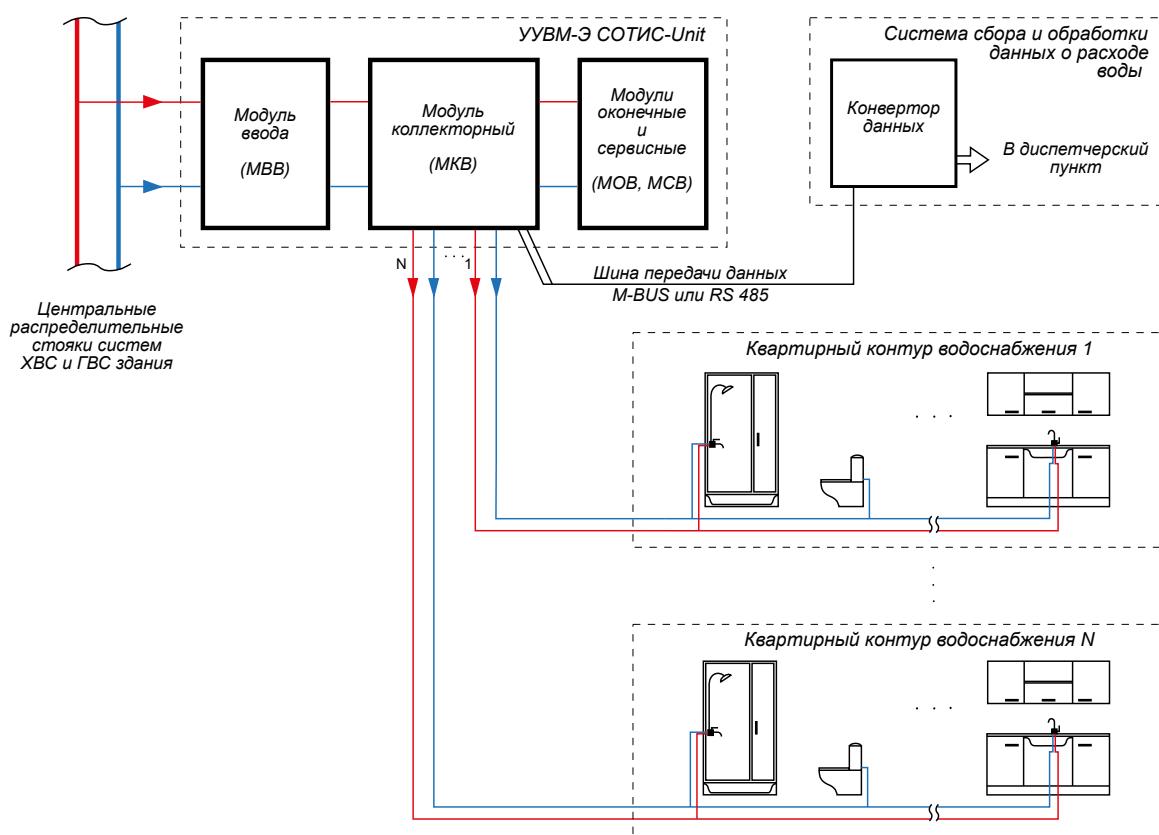 УУВМ-Э СОТИС-Unit
Модуль
ввода
(МВВ)
Модуль
коллекторный
(МКВ)
Модули
оконечные
и
сервисные
(МОВ, МСВ)
Система сбора и обработки
данных о расходе
воды
Конвертор
данных
В диспетчерский
пункт
N
. . .
1
Шина передачи данных
M-BUS или RS 485
Центральные
распределительные
стояки систем
ХВС и ГВС здания
Квартирный контур водоснабжения 1
. . .
Квартирный контур водоснабжения N
. . .